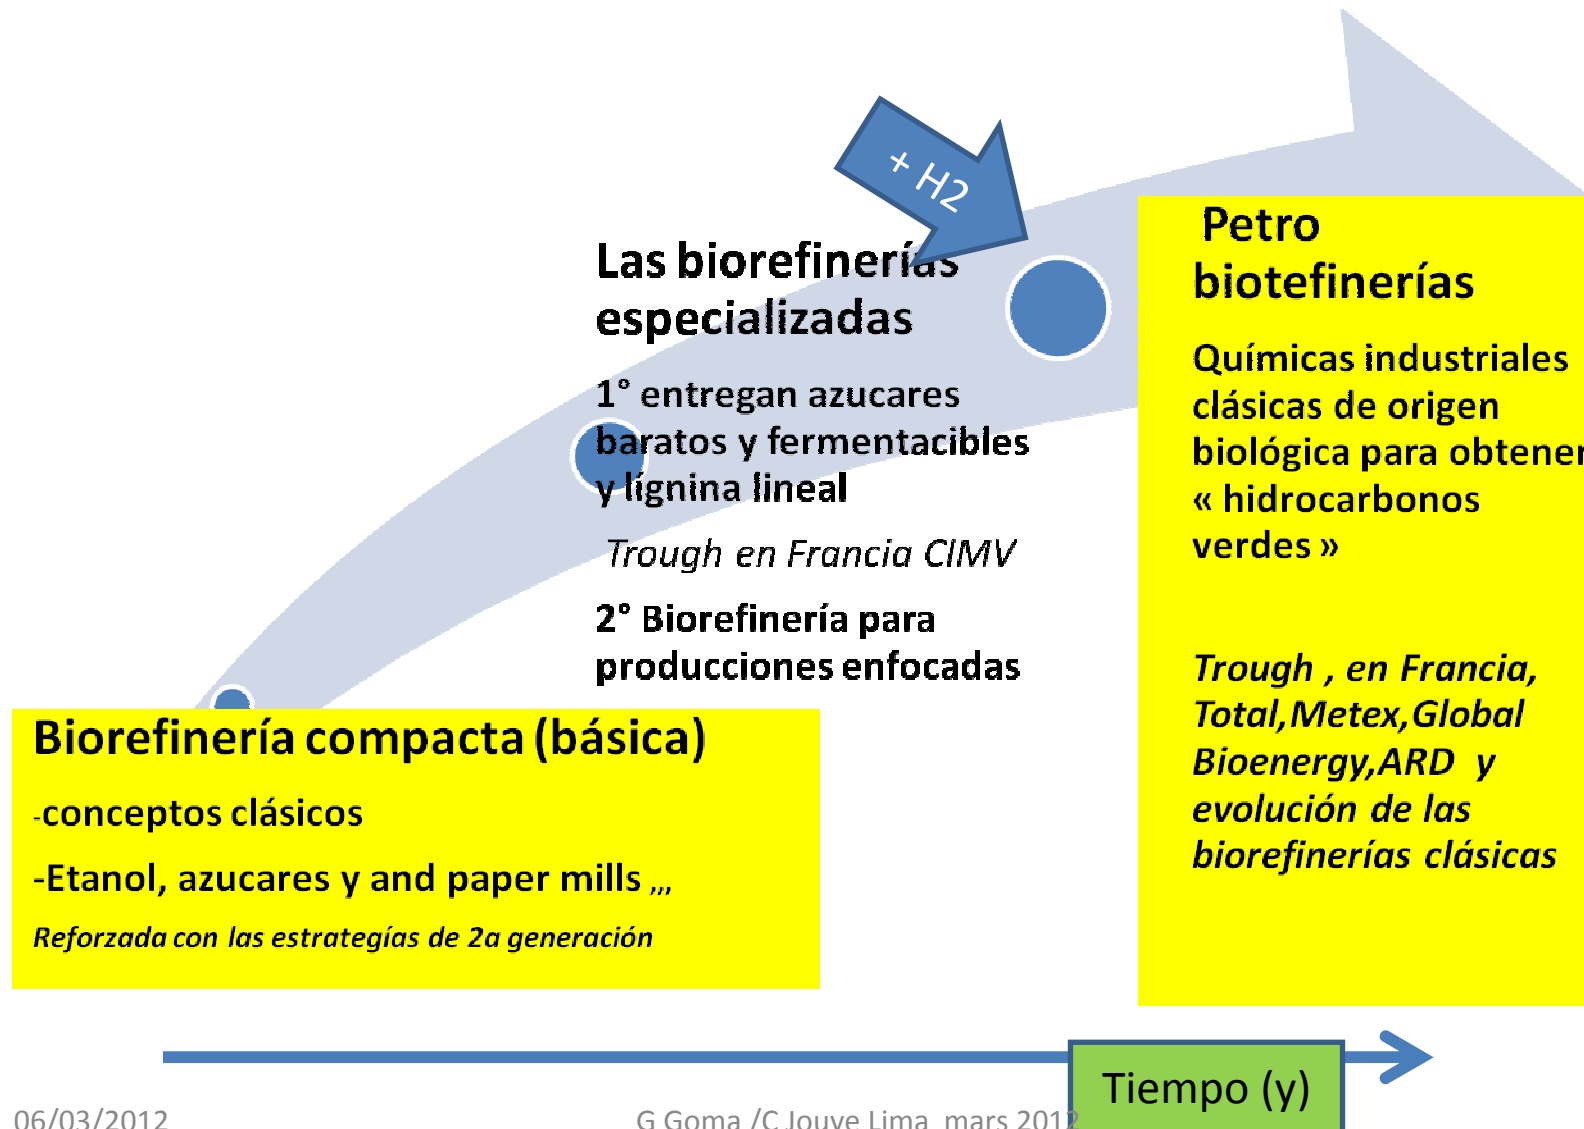 + H2
Las biorefinerías
especializadas
1° entregan azucares
baratos y fermentacibles
y lígnina lineal
Trough en Francia CIMV
2° Biorefinería para
producciones enfocadas
Petro
biotefinerías
Químicas industriales
clásicas de origen
biológica para obtener
« hidrocarbonos
verdes »
Trough , en Francia,
Total,Metex,Global
Bioenergy,ARD y
evolución de las
biorefinerías clásicas
Biorefinería compacta (básica)
-conceptos clásicos
-Etanol, azucares y and paper mills ,,,
Reforzada con las estrategías de 2a generación
Tiempo (y)
06/03/2012
G Goma /C Jouve Lima mars 2012